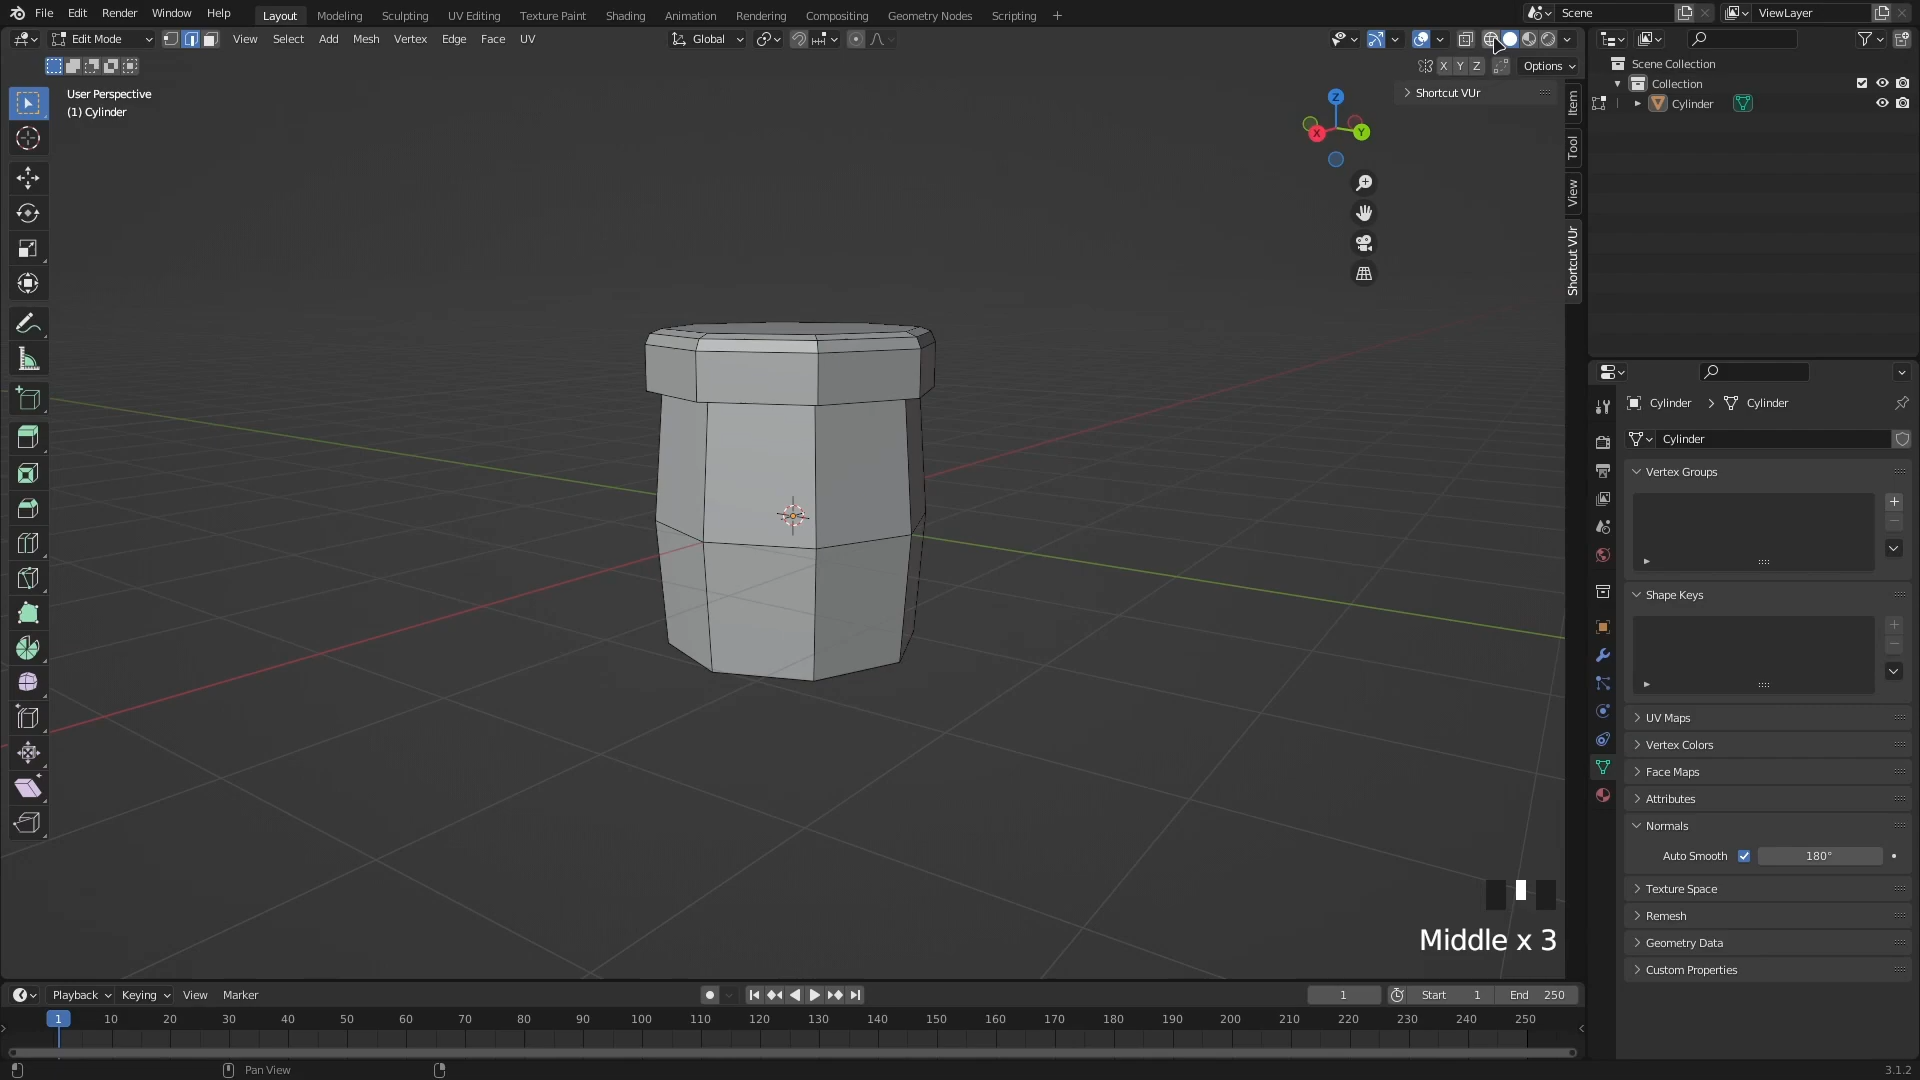 File Edit Render Window Help Layout Modeling Sculpting UV Editing Texture Paint Shading Animation Rendering Compositing Geometry Nodes Scripting + Scene ViewLayer
Edit Mode View Select Add Mesh Vertex Edge Face UV Global
X Y Z Options
User Perspective
(1) Cylinder
Shortcut VUr
Z
X
Y
Item
Tool
View
Shortcut VUr
Scene Collection
Collection
Cylinder
Cylinder Cylinder
Cylinder
Vertex Groups
Shape Keys
UV Maps
Vertex Colors
Face Maps
Attributes
Normals
Auto Smooth 180°
Texture Space
Remesh
Geometry Data
Custom Properties
Middle x 3
Playback Keying View Marker 1 Start 1 End 250
1 10 20 30 40 50 60 70 80 90 100 110 120 130 140 150 160 170 180 190 200 210 220 230 240 250
Pan View 3.1.2